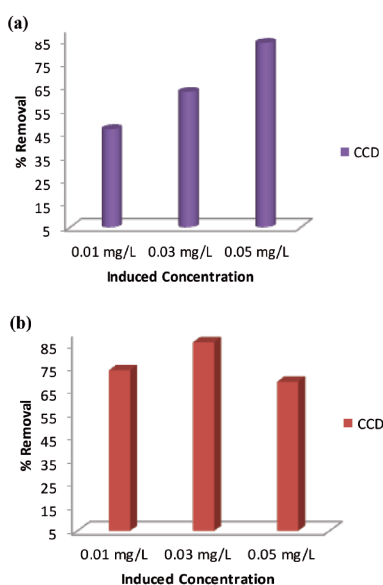 (a)
85
75
65
55
45
35
25
15
5
% Removal
0.01 mg/L 0.03 mg/L 0.05 mg/L
Induced Concentration
CCD
(b)
85
75
65
55
45
35
25
15
5
% Removal
0.01 mg/L 0.03 mg/L 0.05 mg/L
Induced Concentration
CCD